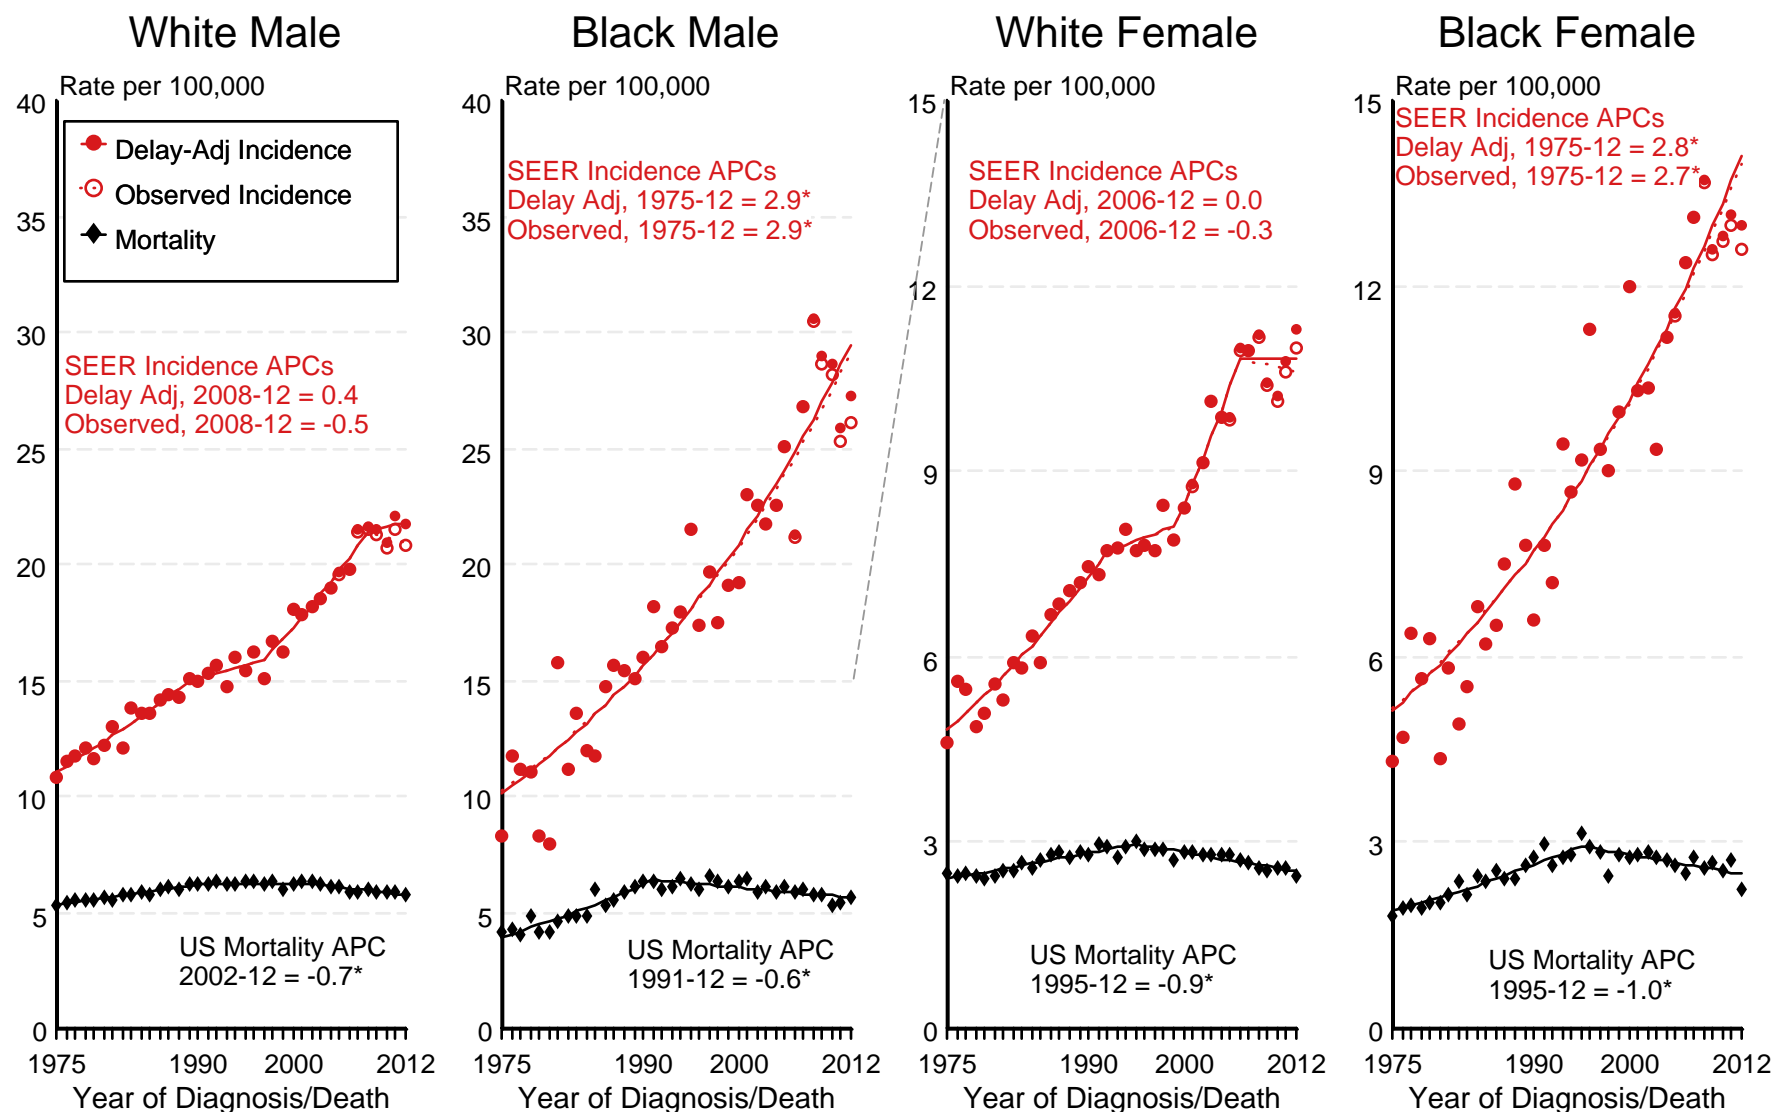 White Male
Rate per 100,000
40
35
30
25
20
15
10
5
0
Delay-Adj Incidence
Observed Incidence
Mortality
SEER Incidence APCs
Delay Adj, 2008-12 = 0.4
Observed, 2008-12 = -0.5
US Mortality APC
2002-12 = -0.7*
1975 1990 2000 2012
Year of Diagnosis/Death
Black Male
Rate per 100,000
40
35
30
25
20
15
10
5
0
SEER Incidence APCs
Delay Adj, 1975-12 = 2.9*
Observed, 1975-12 = 2.9*
US Mortality APC
1991-12 = -0.6*
1975 1990 2000 2012
Year of Diagnosis/Death
White Female
Rate per 100,000
15
12
9
6
3
0
SEER Incidence APCs
Delay Adj, 2006-12 = 0.0
Observed, 2006-12 = -0.3
US Mortality APC
1995-12 = -0.9*
1975 1990 2000 2012
Year of Diagnosis/Death
Black Female
Rate per 100,000
15
12
9
6
3
0
SEER Incidence APCs
Delay Adj, 1975-12 = 2.8*
Observed, 1975-12 = 2.7*
US Mortality APC
1995-12 = -1.0*
1975 1990 2000 2012
Year of Diagnosis/Death